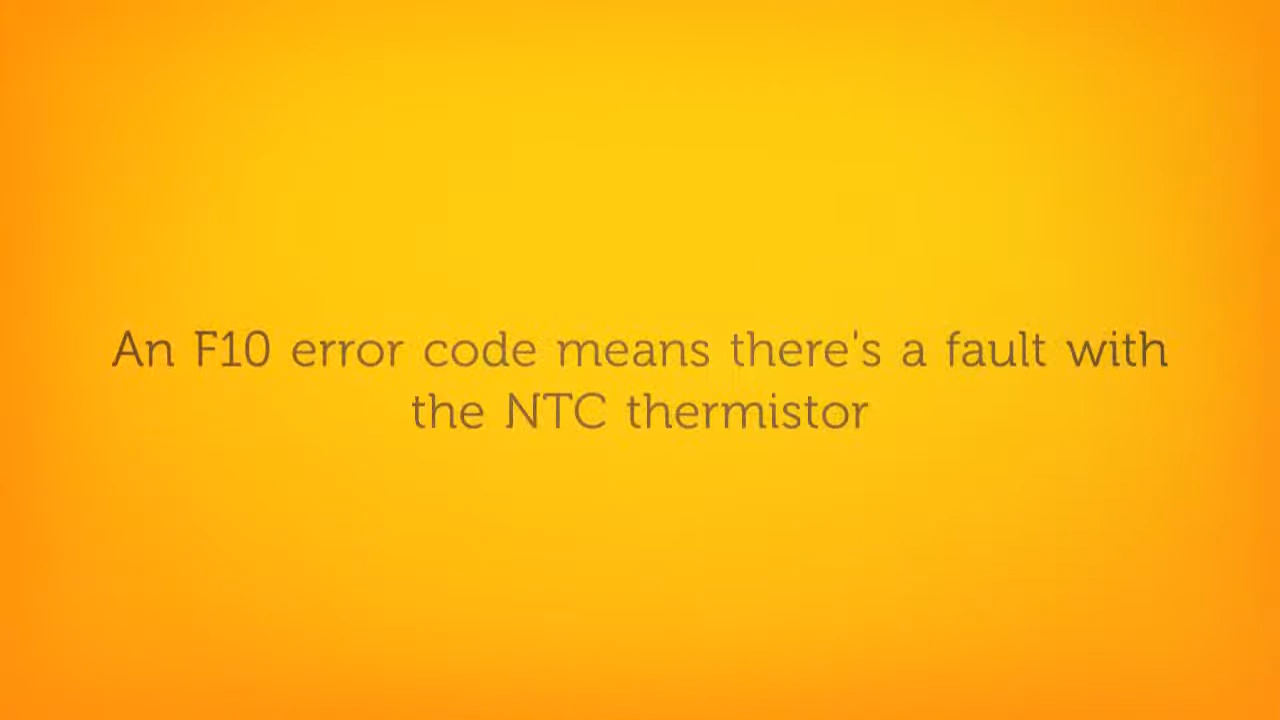 An F10 error code means there's a fault with
the NTC thermistor